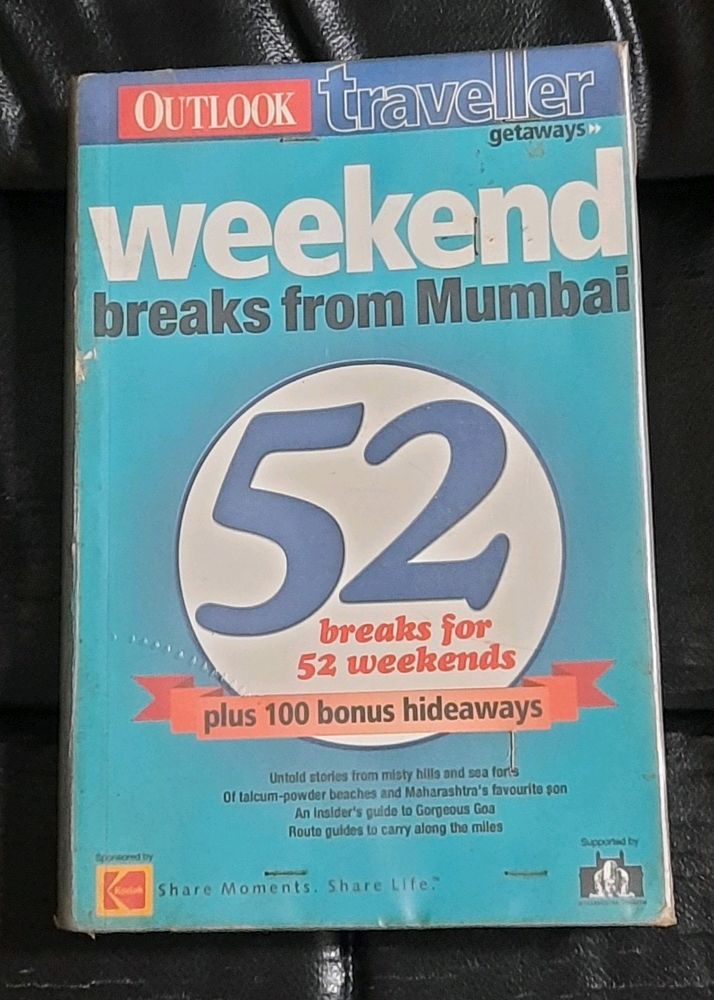 OUTLOOK traveller
getaways»
weekend
breaks from Mumbai
52
breaks for
52 weekends
plus 100 bonus hideaways
Untold stories from misty hills and sea forts
Of talcum-powder beaches and Maharashtra's favourite son
An Insider's guide to Gorgeous Goa
Route guides to carry along the miles
Sponsored by
Kodak
Share Moments. Share Life.™
Supported by